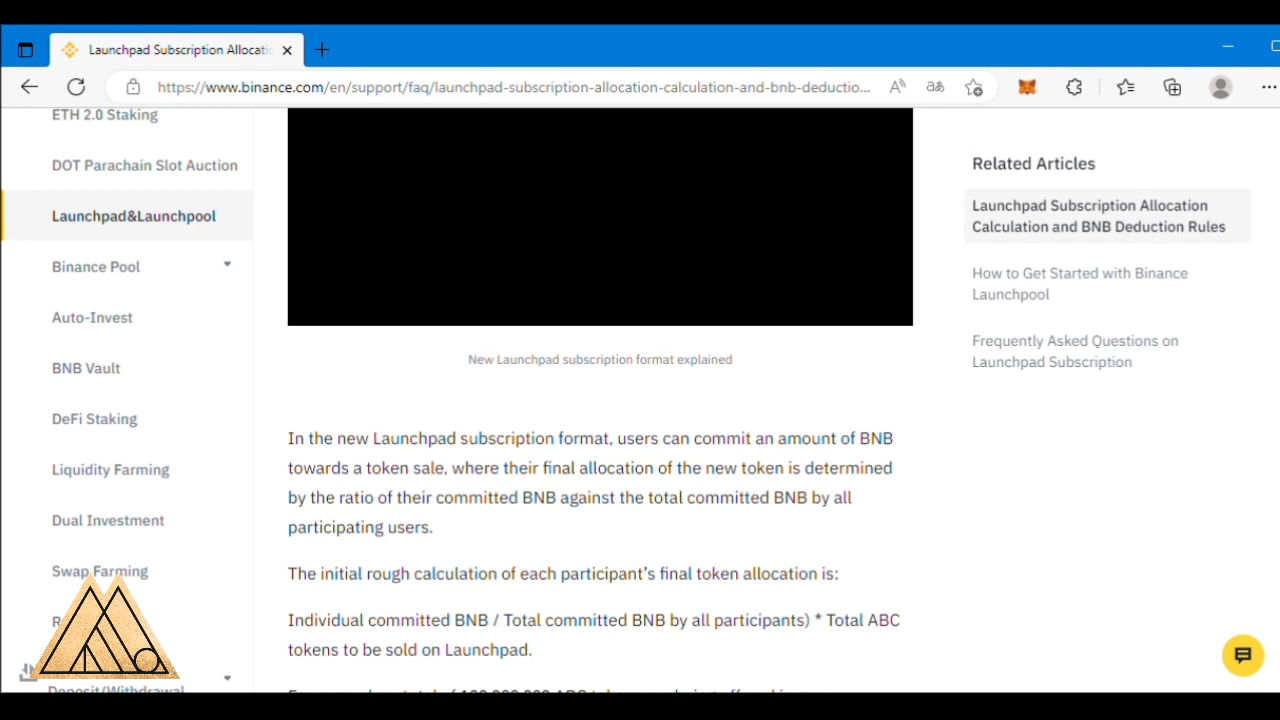 Launchpad Subscription Allocatic
https://www.binance.com/en/support/faq/launchpad-subscription-allocation-calculation-and-bnb-deductio...
ETH 2.0 Staking
DOT Parachain Slot Auction
Launchpad&Launchpool
Binance Pool
Auto-Invest
BNB Vault
DeFi Staking
Liquidity Farming
Dual Investment
Swap Farming
Deposit/Withdrawal
New Launchpad subscription format explained
In the new Launchpad subscription format, users can commit an amount of BNB
towards a token sale, where their final allocation of the new token is determined
by the ratio of their committed BNB against the total committed BNB by all
participating users.
The initial rough calculation of each participant's final token allocation is:
Individual committed BNB / Total committed BNB by all participants) * Total ABC
tokens to be sold on Launchpad.
Related Articles
Launchpad Subscription Allocation
Calculation and BNB Deduction Rules
How to Get Started with Binance
Launchpool
Frequently Asked Questions on
Launchpad Subscription